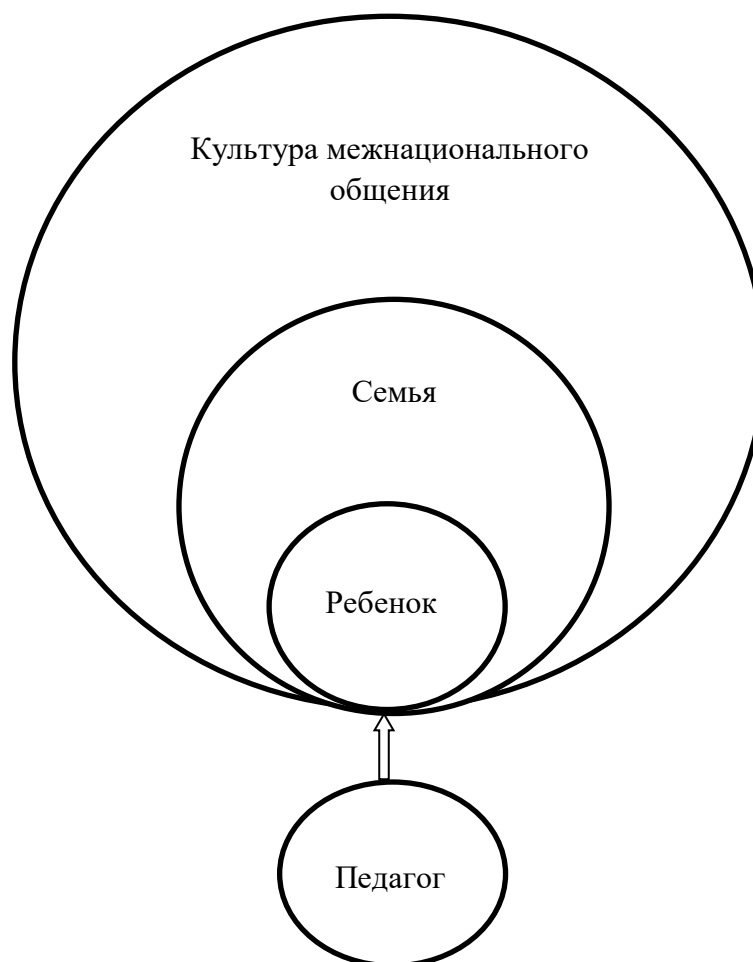 Культура межнационального
общения
Семья
Ребенок
Педагог